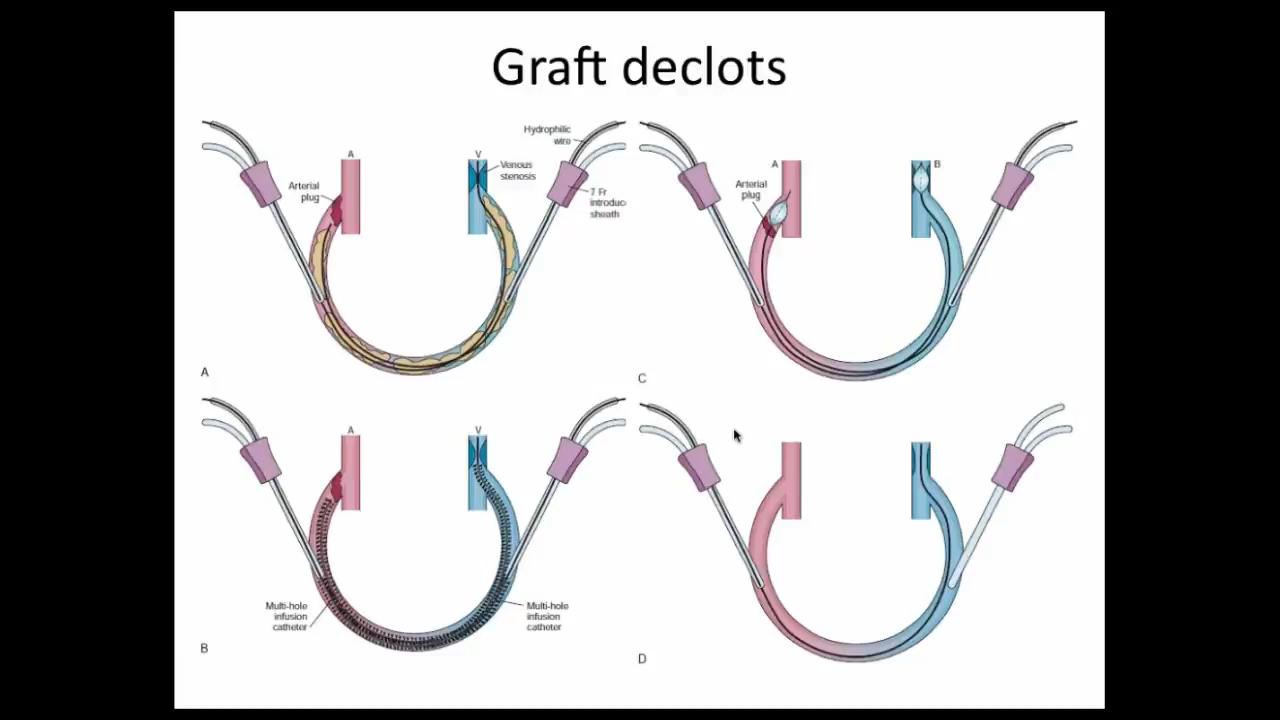 Graft declots
A
V
Hydrophilic
wire
Venous
stenosis
Arterial
plug
7 Fr
introduc
sheath
A
A
B
Arterial
plug
C
A
V
Multi-hole
infusion
catheter
Multi-hole
infusion
catheter
B
D